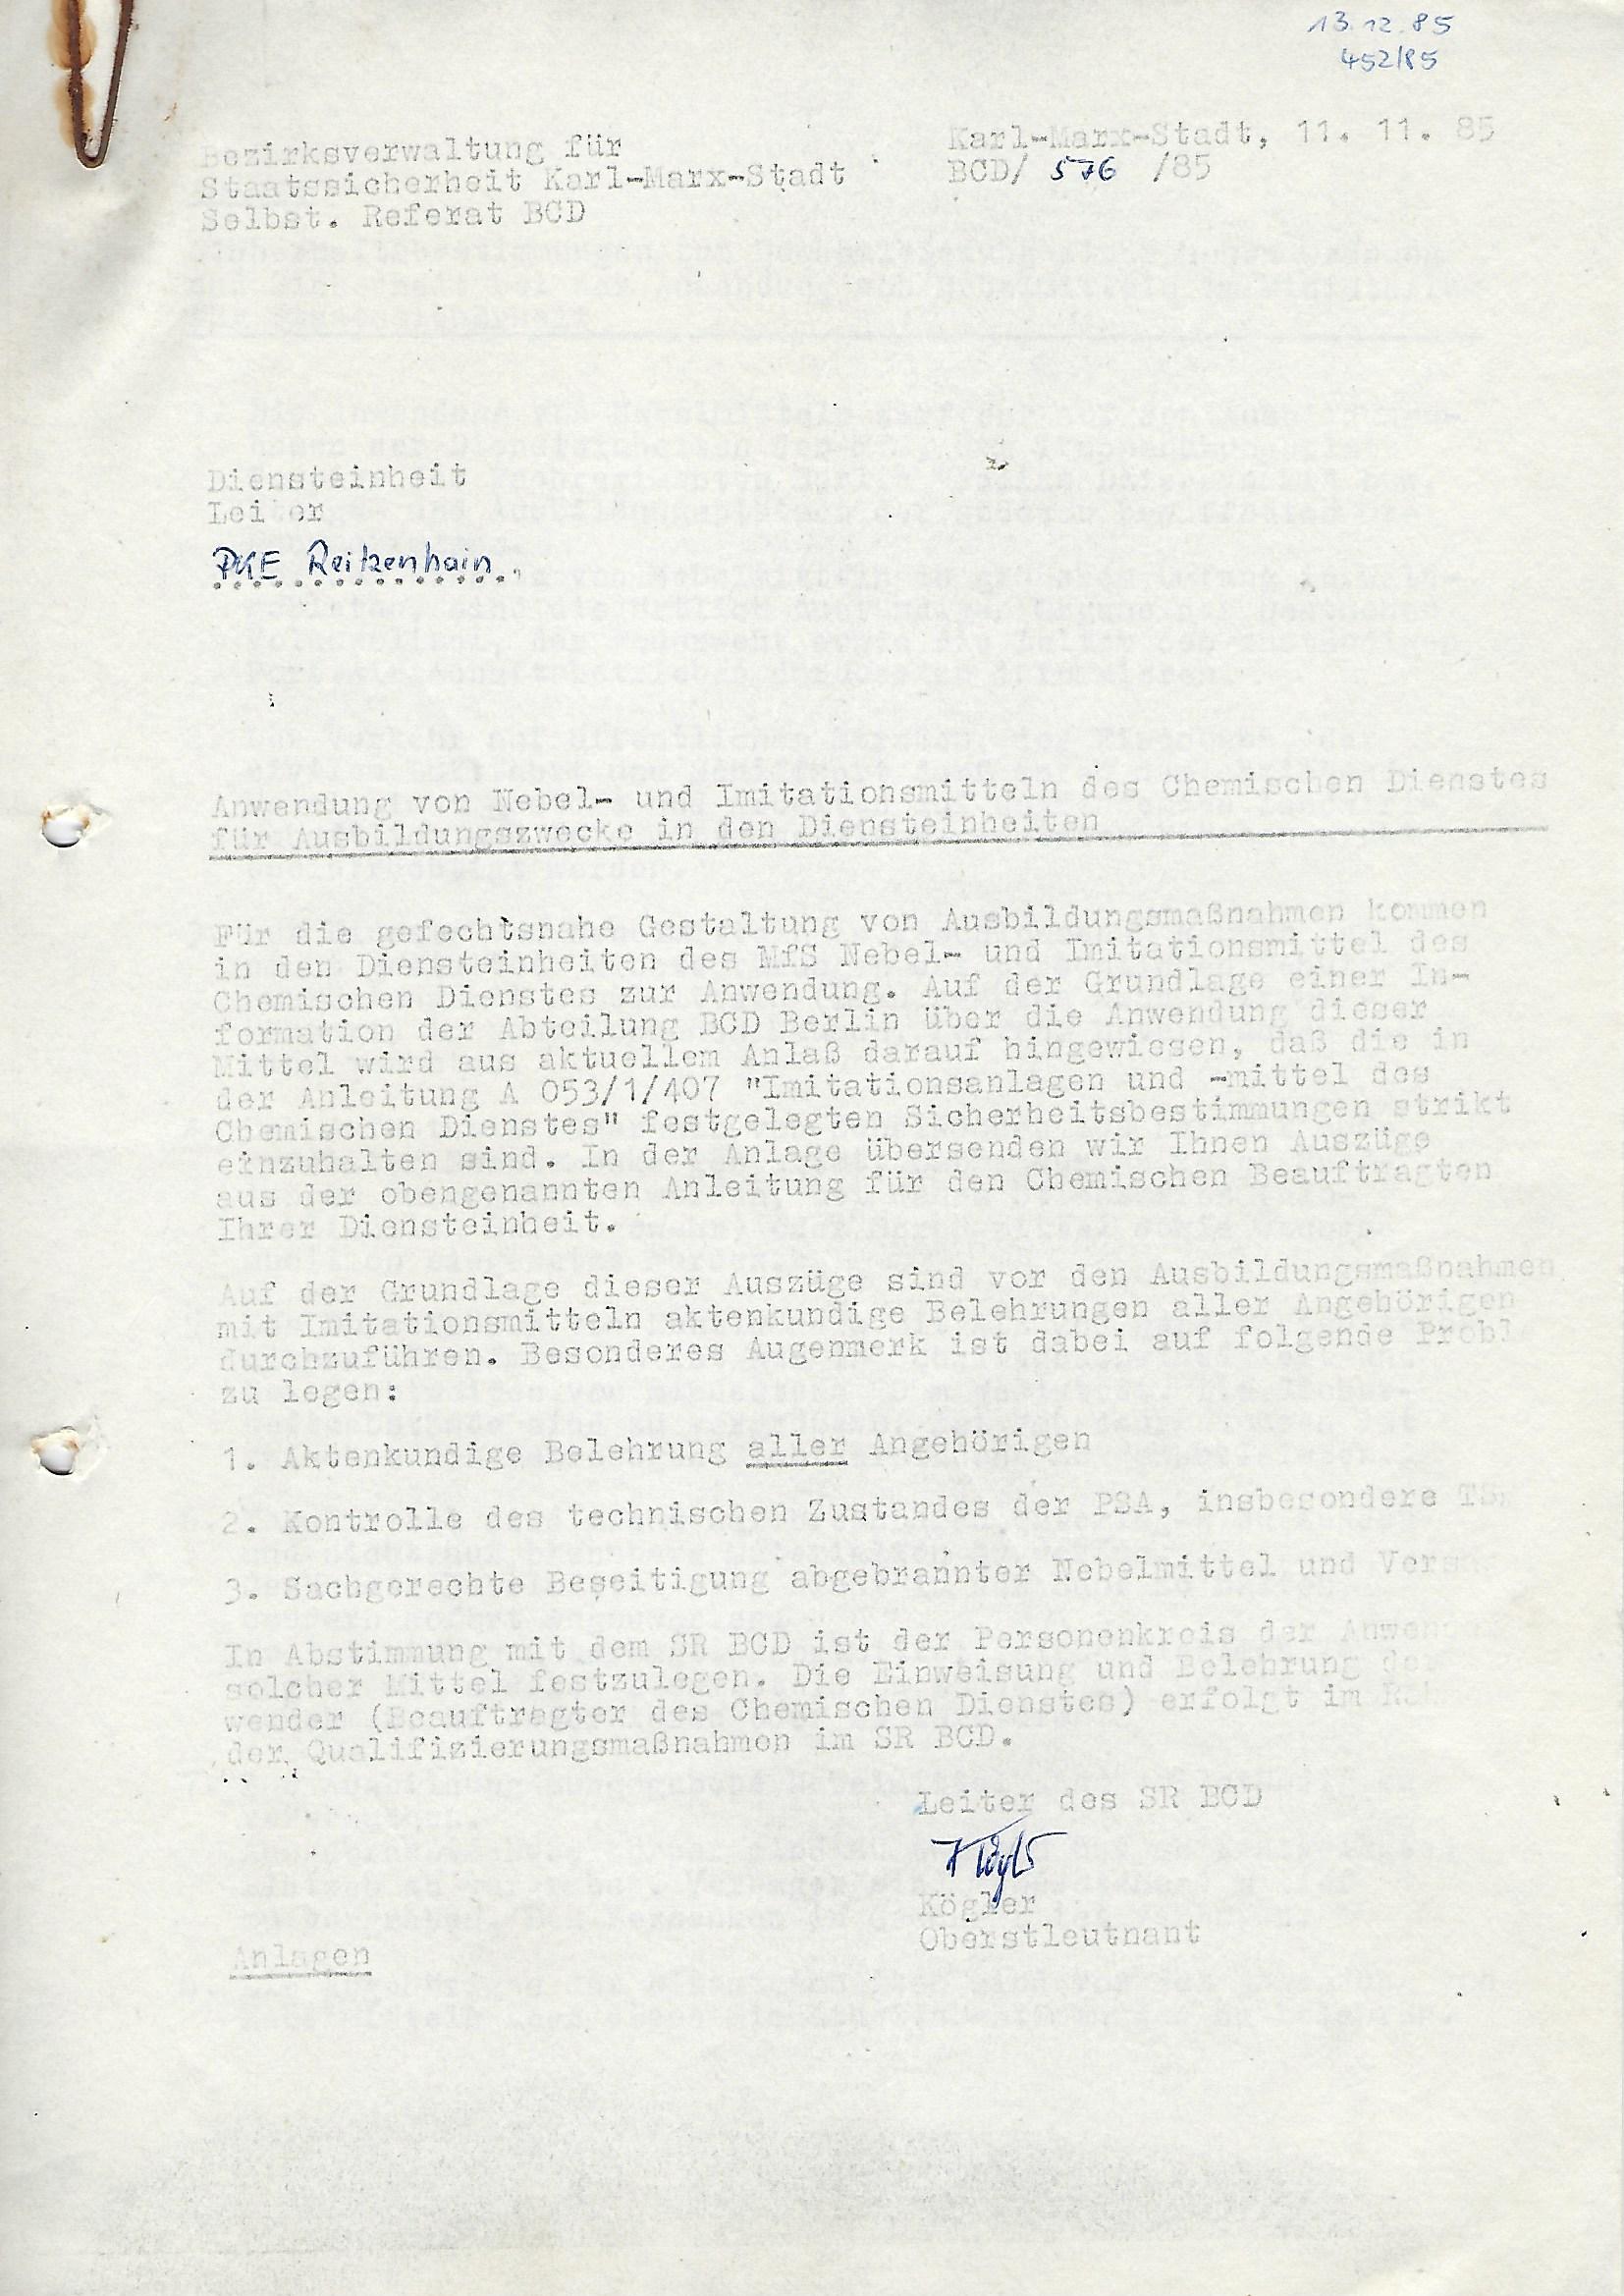 13.12.85
452/85
Bezirksverwaltung für
Staatssicherheit Karl-Marx-Stadt
Selbst. Referat BCD
Karl-Marx-Stadt, 11. 11. 85
BCD/ 576 /85
Diensteinheit
Leiter
PKE Reitzenhain
Anwendung von Nebel- und Imitationsmitteln des Chemischen Dienstes
für Ausbildungszwecke in den Diensteinheiten
Für die gefechtsnahe Gestaltung von Ausbildungsmaßnahmen kommen
in den Diensteinheiten des MfS Nebel- und Imitationsmittel des
Chemischen Dienstes zur Anwendung. Auf der Grundlage einer In-
formation der Abteilung BCD Berlin über die Anwendung dieser
Mittel wird aus aktuellem Anlaß darauf hingewiesen, daß die in
der Anleitung A 053/1/407 "Imitationsanlagen und -mittel des
Chemischen Dienstes" festgelegten Sicherheitsbestimmungen strikt
einzuhalten sind. In der Anlage übersenden wir Ihnen Auszüge
aus der obengenannten Anleitung für den Chemischen Beauftragten
Ihrer Diensteinheit.
Auf der Grundlage dieser Auszüge sind vor den Ausbildungsmaßnahmen
mit Imitationsmitteln aktenkundige Belehrungen aller Angehörigen
durchzuführen. Besonderes Augenmerk ist dabei auf folgende Probl
zu legen:
1. Aktenkundige Belehrung aller Angehörigen
2. Kontrolle des technischen Zustandes der PSA, insbesondere
3. Sachgerechte Beseitigung abgebrannter Nebelmittel und
In Abstimmung mit dem SR BCD ist der Personenkreis der
solcher Mittel festzulegen. Die Einweisung und Belehrung
wender (Beauftragter des Chemischen Dienstes) erfolgt im
der Qualifizierungsmaßnahmen im SR BCD.
Leiter des SR BCD
Kögler
Oberstleutnant
Anlagen